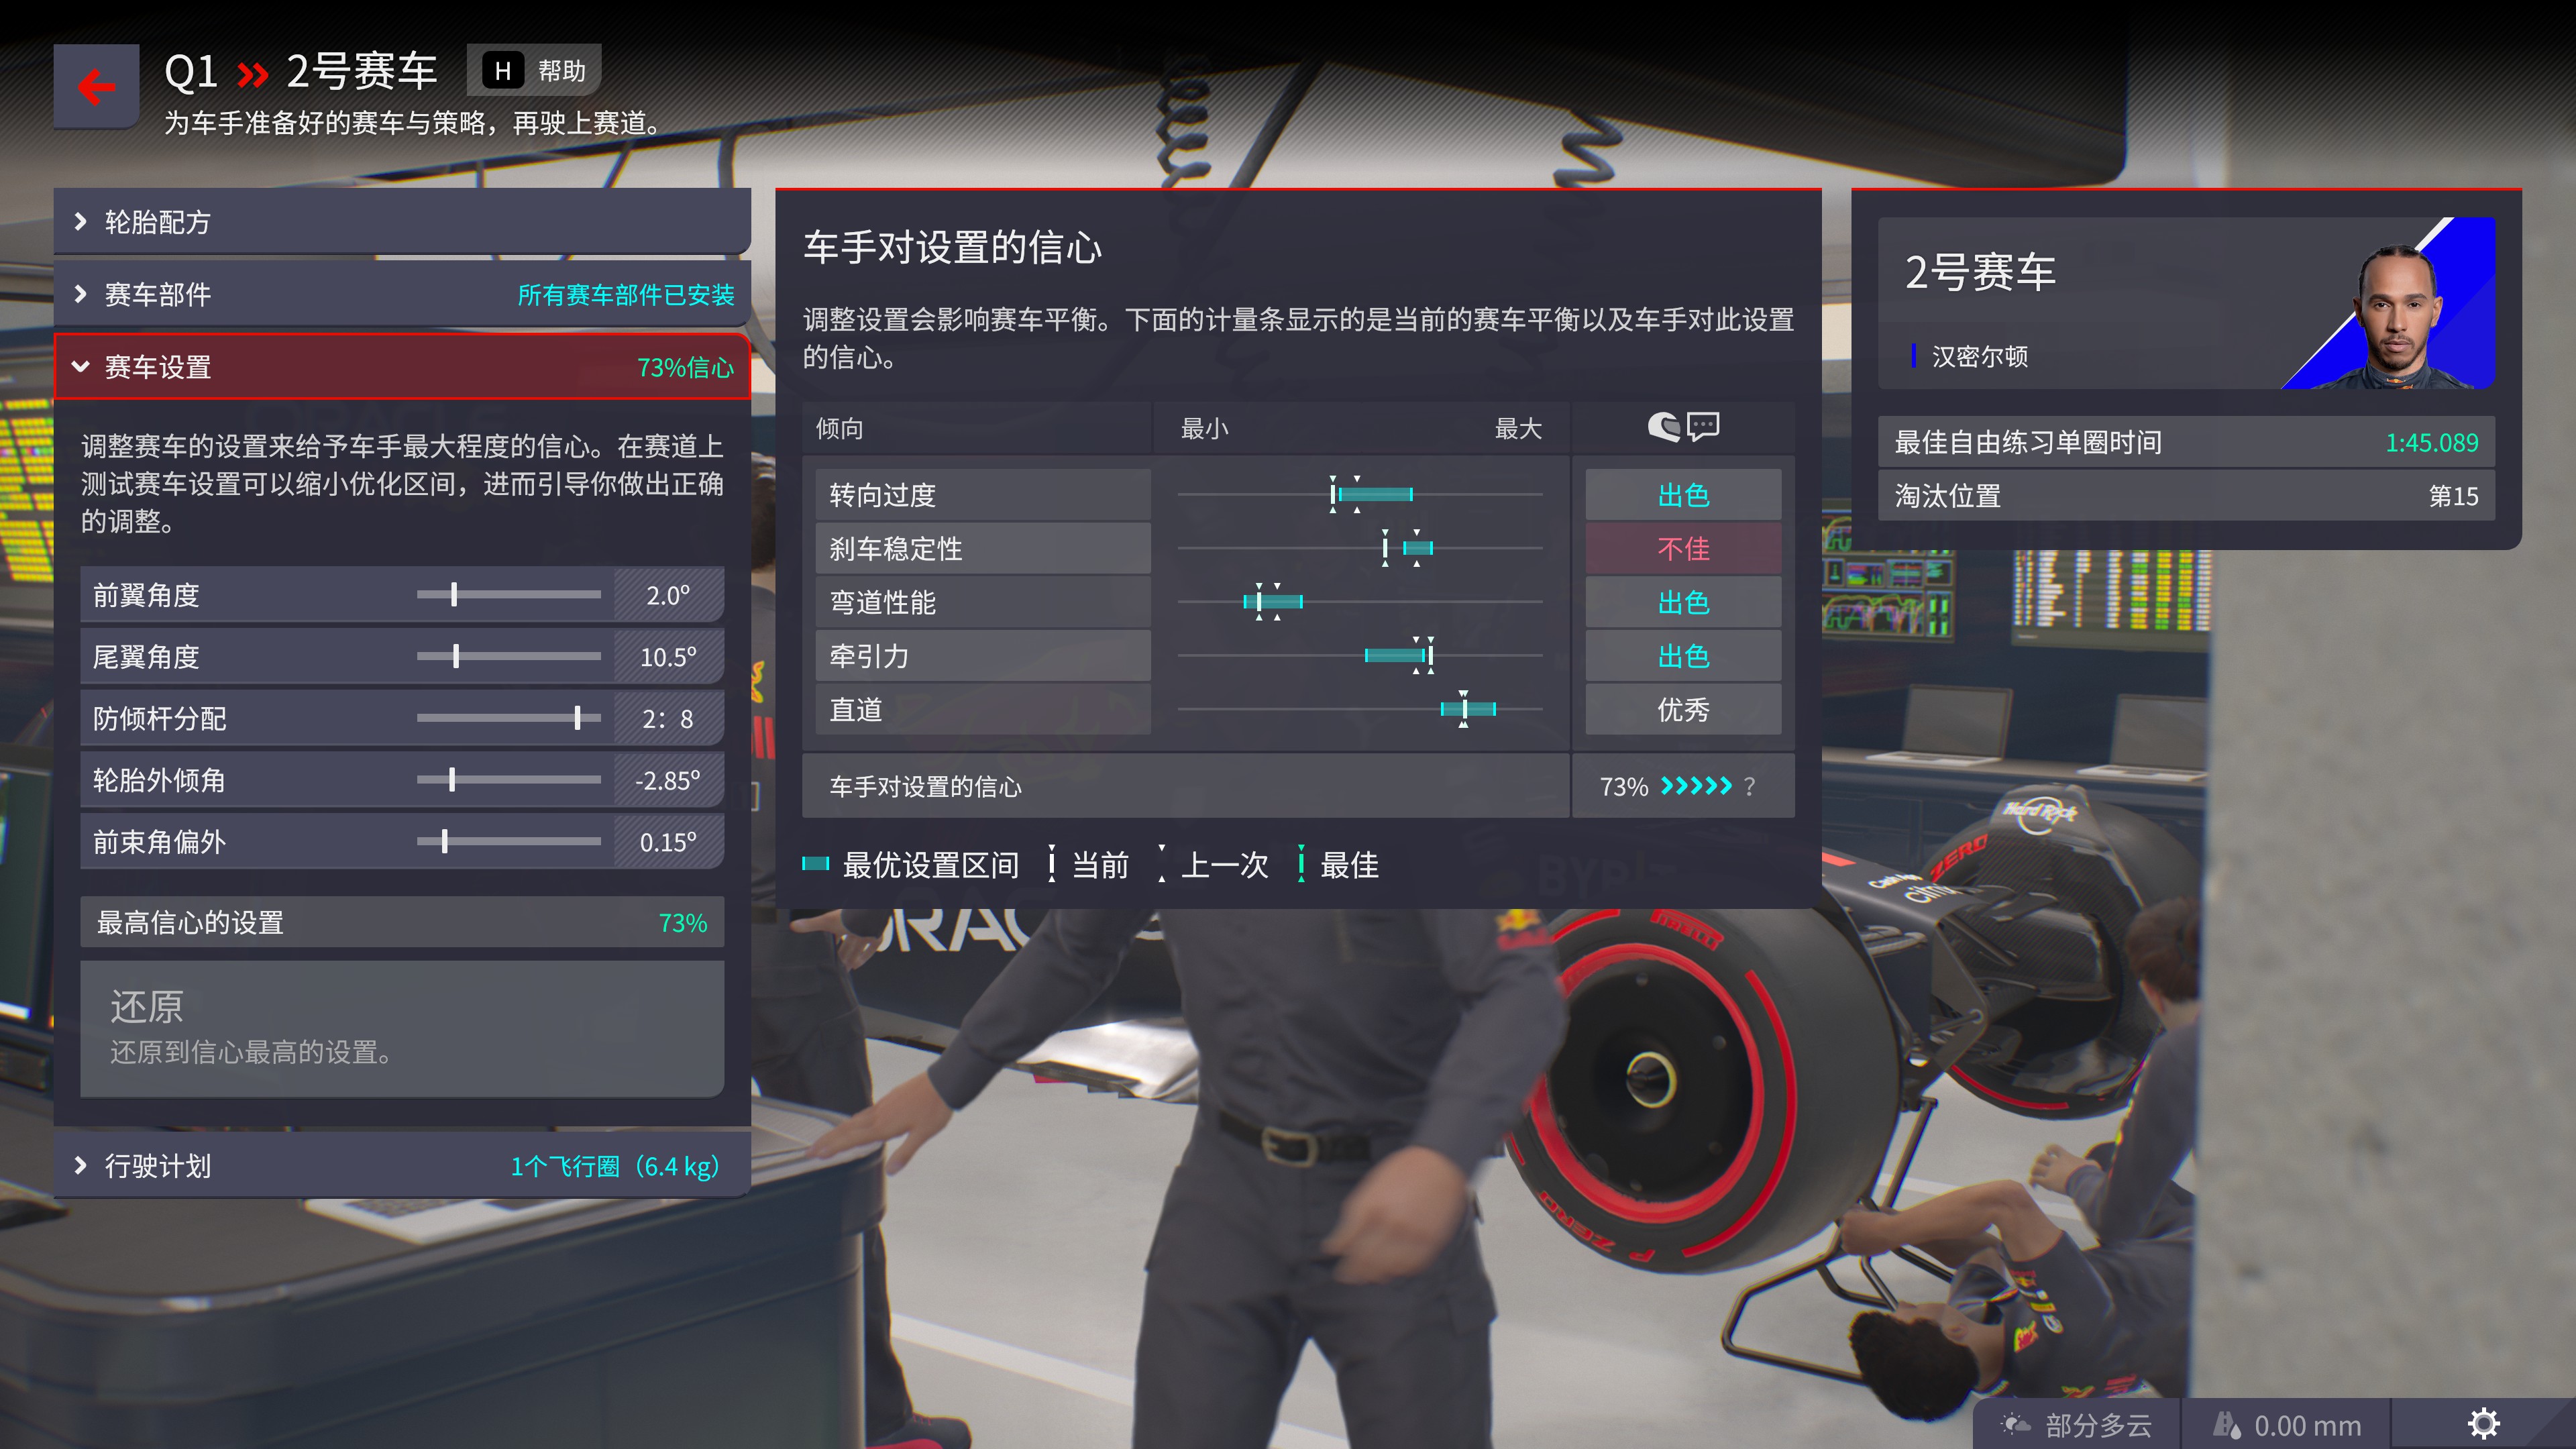 Q1 2号赛车 H 帮助
为车手准备好的赛车与策略，再驶上赛道。
轮胎配方
赛车部件 所有赛车部件已安装
赛车设置 73%信心
调整赛车的设置来给予车手最大程度的信心。在赛道上
测试赛车设置可以缩小优化区间，进而引导你做出正确
的调整。
前翼角度 2.0°
尾翼角度 10.5°
防倾杆分配 2：8
轮胎外倾角 -2.85°
前束角偏外 0.15°
最高信心的设置 73%
还原
还原到信心最高的设置。
行驶计划 1个飞行圈（6.4 kg）
车手对设置的信心
调整设置会影响赛车平衡。下面的计量条显示的是当前的赛车平衡以及车手对此设置
的信心。
倾向 最小 最大
转向过度 出色
刹车稳定性 不佳
弯道性能 出色
牵引力 出色
直道 优秀
车手对设置的信心 73% ?
最优设置区间 当前 上一次 最佳
2号赛车
汉密尔顿
最佳自由练习单圈时间 1:45.089
淘汰位置 第15
Hard Rock
ZERO
PIRELLI
P ZERO
部分多云 0.00 mm